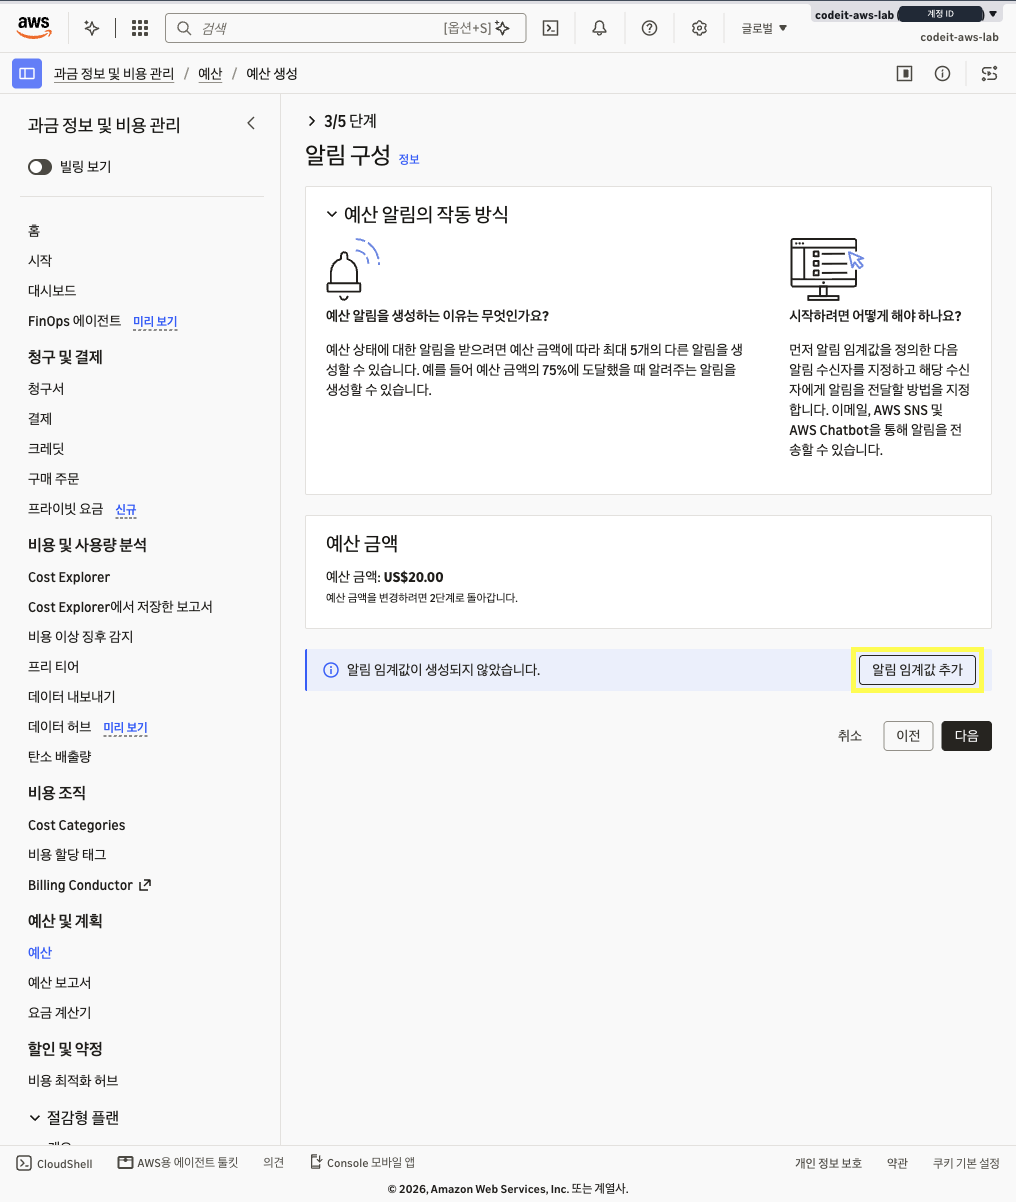 aws
검색
[옵션+S]
글로벌
codeit-aws-lab
계정 ID
codeit-aws-lab
과금 정보 및 비용 관리 / 예산 / 예산 생성
과금 정보 및 비용 관리
빌링 보기
홈
시작
대시보드
FinOps 에이전트 미리 보기
청구 및 결제
청구서
결제
크레딧
구매 주문
프라이빗 요금 신규
비용 및 사용량 분석
Cost Explorer
Cost Explorer에서 저장한 보고서
비용 이상 징후 감지
프리 티어
데이터 내보내기
데이터 허브 미리 보기
탄소 배출량
비용 조직
Cost Categories
비용 할당 태그
Billing Conductor
예산 및 계획
예산
예산 보고서
요금 계산기
할인 및 약정
비용 최적화 허브
절감형 플랜
3/5 단계
알림 구성 정보
예산 알림의 작동 방식
예산 알림을 생성하는 이유는 무엇인가요?
예산 상태에 대한 알림을 받으려면 예산 금액에 따라 최대 5개의 다른 알림을 생
성할 수 있습니다. 예를 들어 예산 금액의 75%에 도달했을 때 알려주는 알림을
생성할 수 있습니다.
시작하려면 어떻게 해야 하나요?
먼저 알림 임계값을 정의한 다음
알림 수신자를 지정하고 해당 수신
자에게 알림을 전달할 방법을 지정
합니다. 이메일, AWS SNS 및
AWS Chatbot을 통해 알림을 전
송할 수 있습니다.
예산 금액
예산 금액: US$20.00
예산 금액을 변경하려면 2단계로 돌아갑니다.
알림 임계값이 생성되지 않았습니다.
알림 임계값 추가
취소
이전
다음
CloudShell
AWS용 에이전트 툴킷
의견
Console 모바일 앱
개인 정보 보호
약관
쿠키 기본 설정
© 2026, Amazon Web Services, Inc. 또는 계열사.